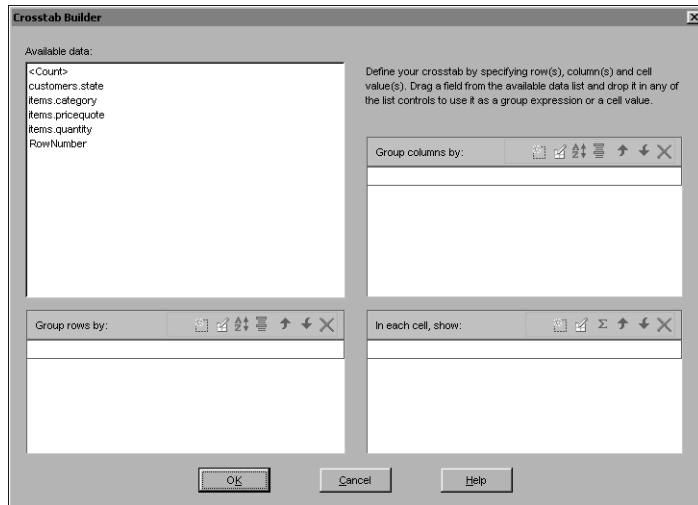 Crosstab Builder
Available data:
<Count>
customers.state
items.category
items.pricequote
items.quantity
RowNumber
Define your crosstab by specifying row(s), column(s) and cell
value(s). Drag a field from the available data list and drop it in any of
the list controls to use it as a group expression or a cell value.
Group columns by:
Group rows by:
In each cell, show:
OK
Cancel
Help